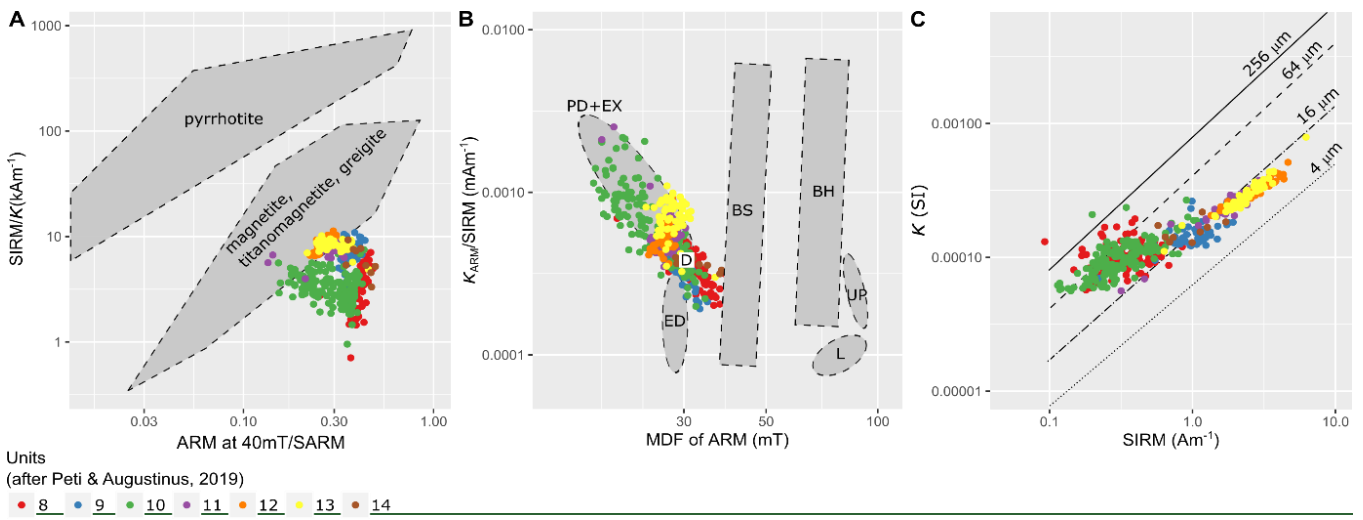 A
1000
100
10
1
SIRM/K(kAm⁻¹)
pyrrhotite
magnetite,
titanomagnetite, greigite
0.03 0.10 0.30 1.00
ARM at 40mT/SARM
B
0.0100
0.0010
0.0001
K_ARM/SIRM (mAm⁻¹)
PD+EX
BS
BH
D
ED
UP
L
30 50 100
MDF of ARM (mT)
C
0.00100
0.00010
0.00001
K (SI)
256 μm
64 μm
16 μm
4 μm
0.1 1.0 10.0
SIRM (Am⁻¹)
Units
(after Peti & Augustinus, 2019)
8 9 10 11 12 13 14